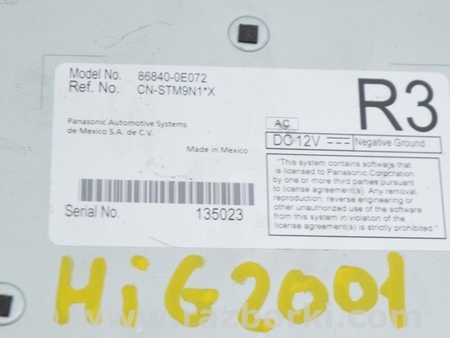 Model No. 86840-0E072
Ref. No. CN-STM9N1*X
R3
Panasonic Automotive Systems
de Mexico S.A. de C.V.
Made in Mexico
AC
DC 12V Negative Ground
"This system contains software that
is licensed to Panasonic Corporation
by one or more third parties pursuant
to license agreement(s). Any removal,
reproduction, reverse engineering or
other unauthorized use of the software
from this system in violation of the
license agreement(s) is strictly prohibited."
Serial No. 135023
HiG2001
www.razborki.com